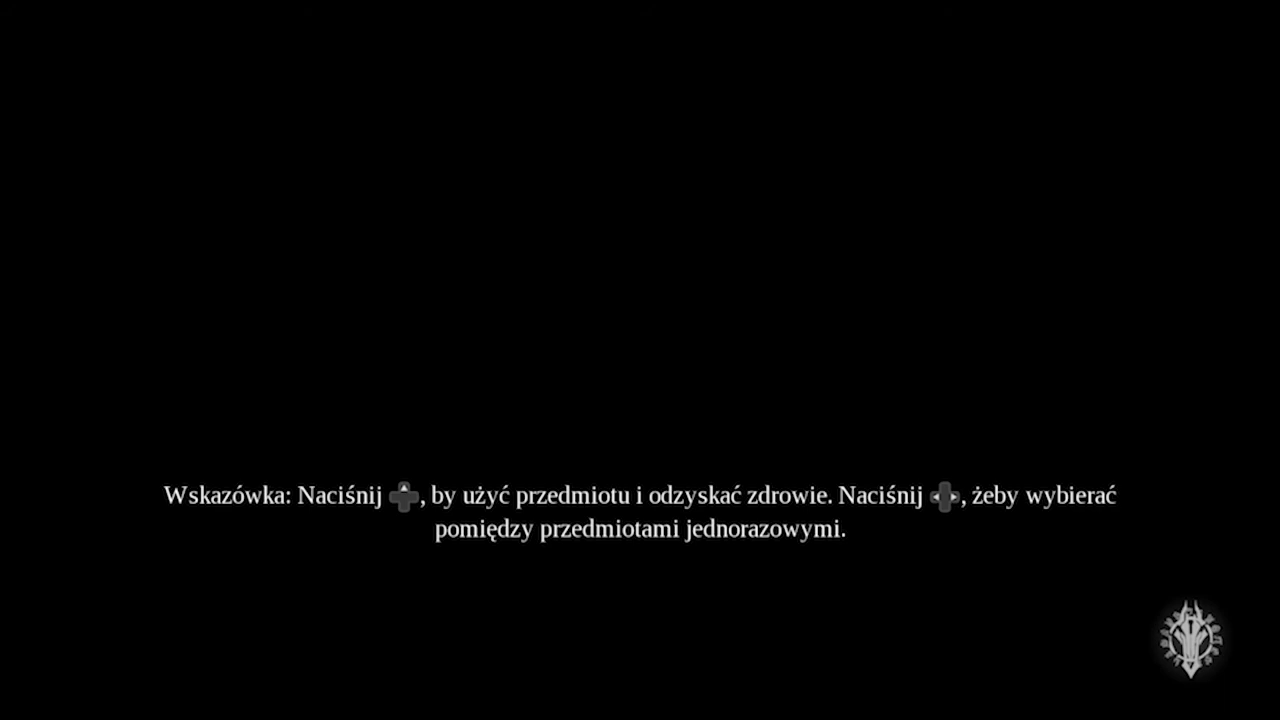 Wskazówka: Naciśnij , by użyć przedmiotu i odzyskać zdrowie. Naciśnij , żeby wybierać
pomiędzy przedmiotami jednorazowymi.